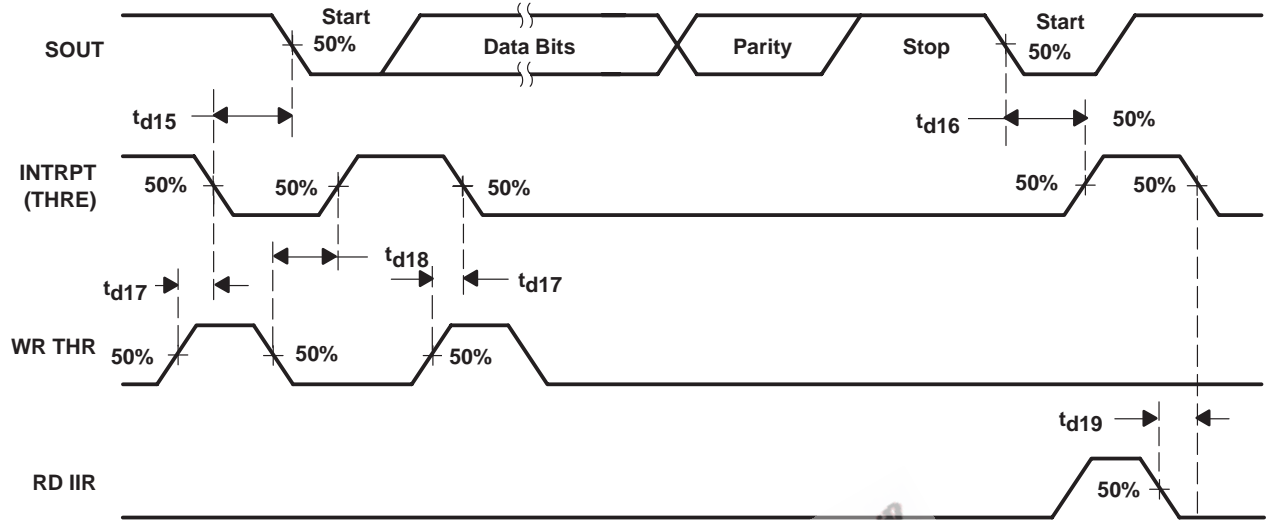 Start
SOUT
50%
Data Bits
Parity
Stop
Start
50%
td15
td16
50%
INTRPT
(THRE)
50%
50%
50%
50%
50%
td18
td17
td17
WR THR
50%
50%
50%
td19
RD IIR
50%